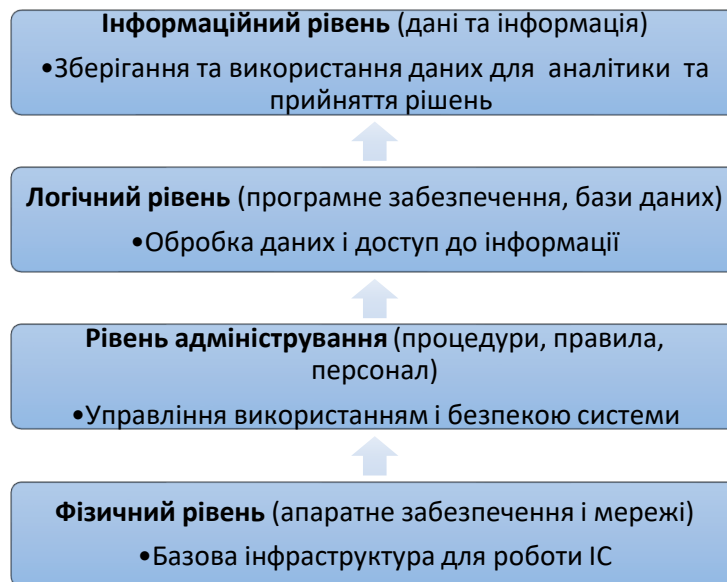 Інформаційний рівень (дані та інформація)
•Зберігання та використання даних для аналітики та
прийняття рішень
Логічний рівень (програмне забезпечення, бази даних)
•Обробка даних і доступ до інформації
Рівень адміністрування (процедури, правила,
персонал)
•Управління використанням і безпекою системи
Фізичний рівень (апаратне забезпечення і мережі)
•Базова інфраструктура для роботи ІС